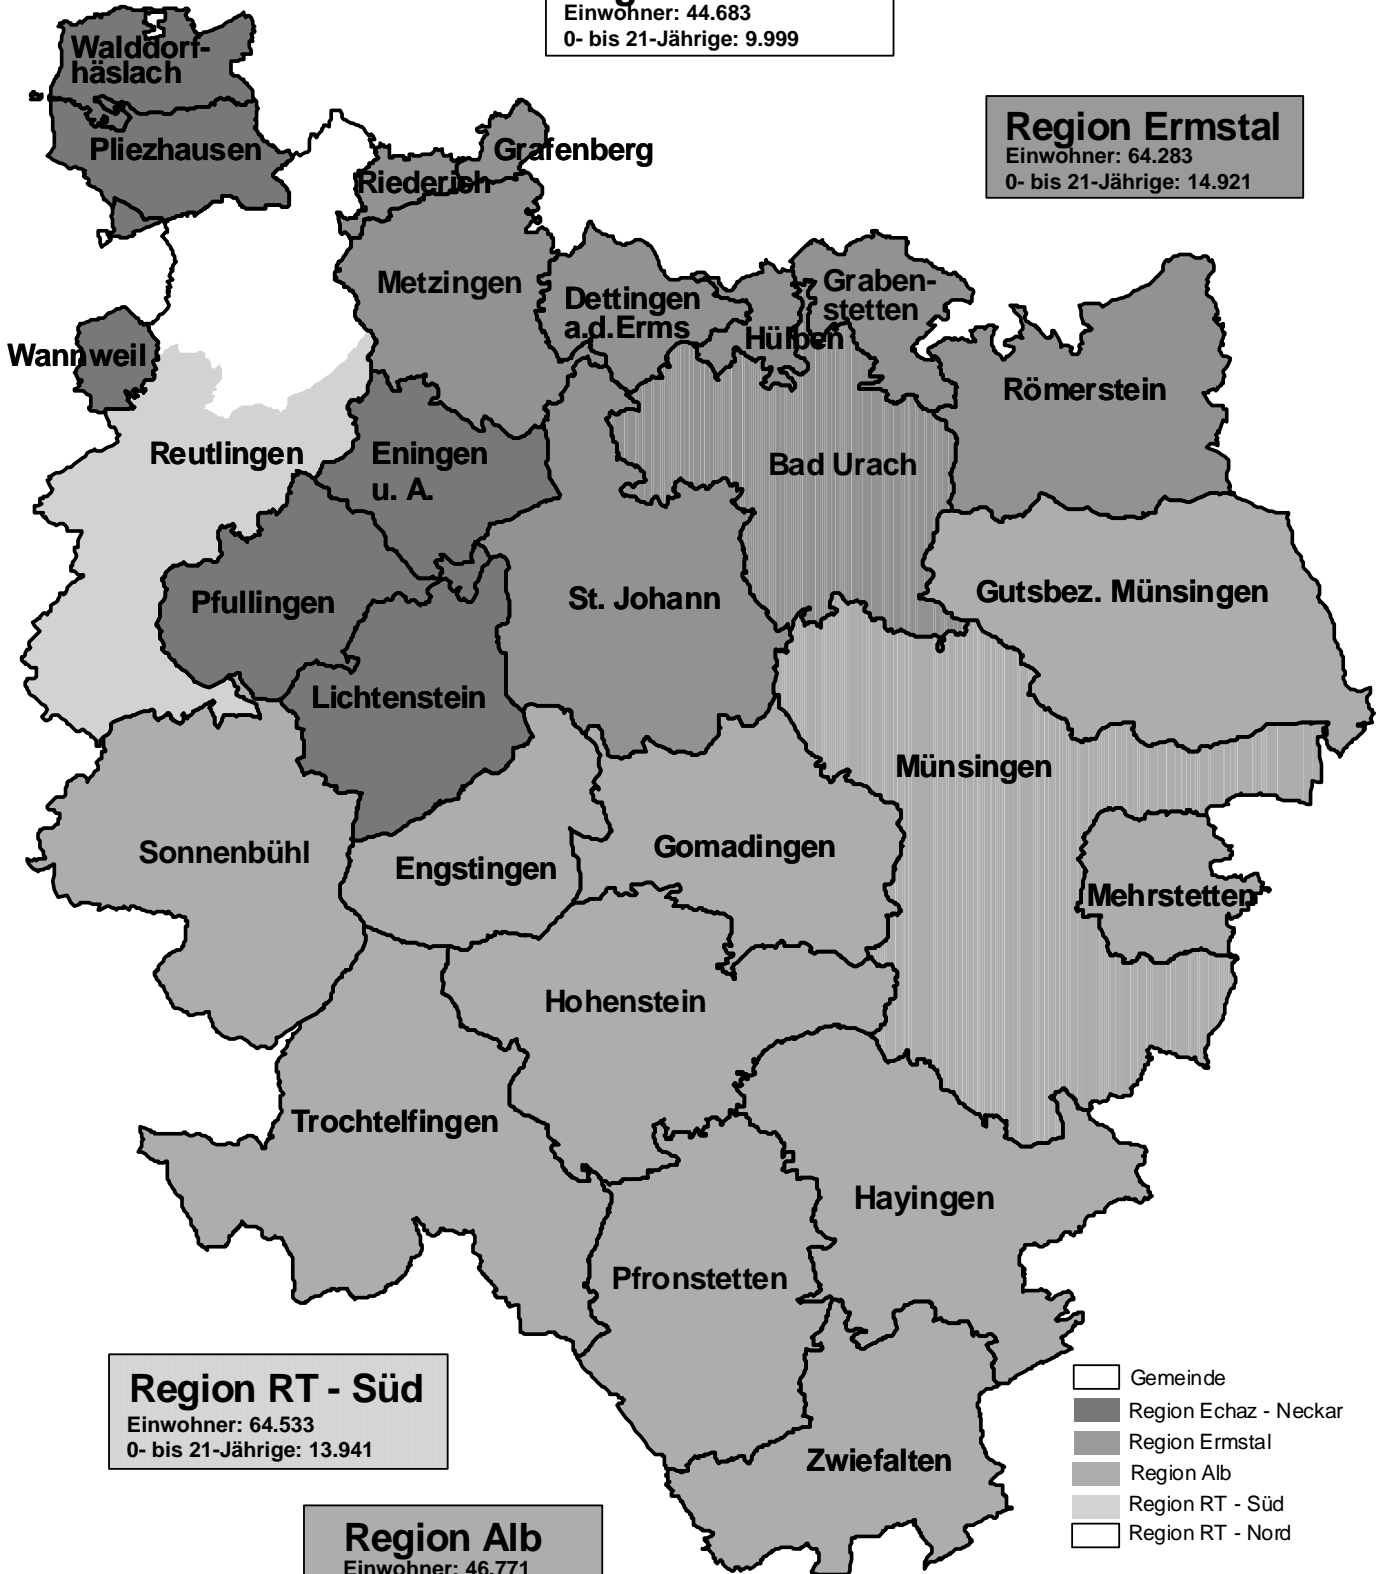 Einwohner: 44.683
0- bis 21-Jährige: 9.999
Walddorf-
häslach
Pliezhausen
Grafenberg
Riederich
Region Ermstal
Einwohner: 64.283
0- bis 21-Jährige: 14.921
Metzingen
Dettingen
a.d.Erms
Graben-
stetten
Hülben
Wannweil
Römerstein
Reutlingen
Eningen
u. A.
Bad Urach
Pfullingen
St. Johann
Gutsbez. Münsingen
Lichtenstein
Münsingen
Sonnenbühl
Engstingen
Gomadingen
Mehrstetten
Hohenstein
Trochtelfingen
Hayingen
Pfronstetten
Zwiefalten
Region RT - Süd
Einwohner: 64.533
0- bis 21-Jährige: 13.941
Region Alb
Einwohner: 46.771
Gemeinde
Region Echaz - Neckar
Region Ermstal
Region Alb
Region RT - Süd
Region RT - Nord